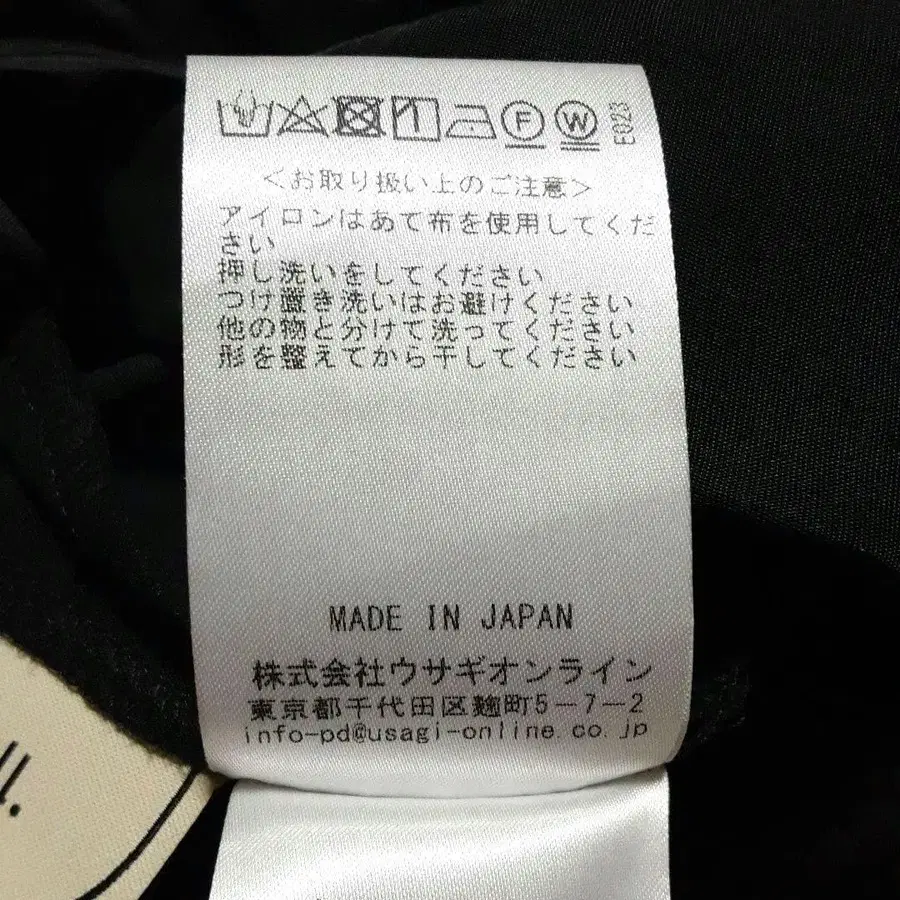 F W E023
<お取り扱い上のご注意>
アイロンはあて布を使用してくだ
さい
押し洗いをしてください
つけ置き洗いはお避けください
他の物と分けて洗ってください
形を整えてから干してください
MADE IN JAPAN
株式会社ウサギオンライン
東京都千代田区麹町5-7-2
info-pd@usagi-online.co.jp